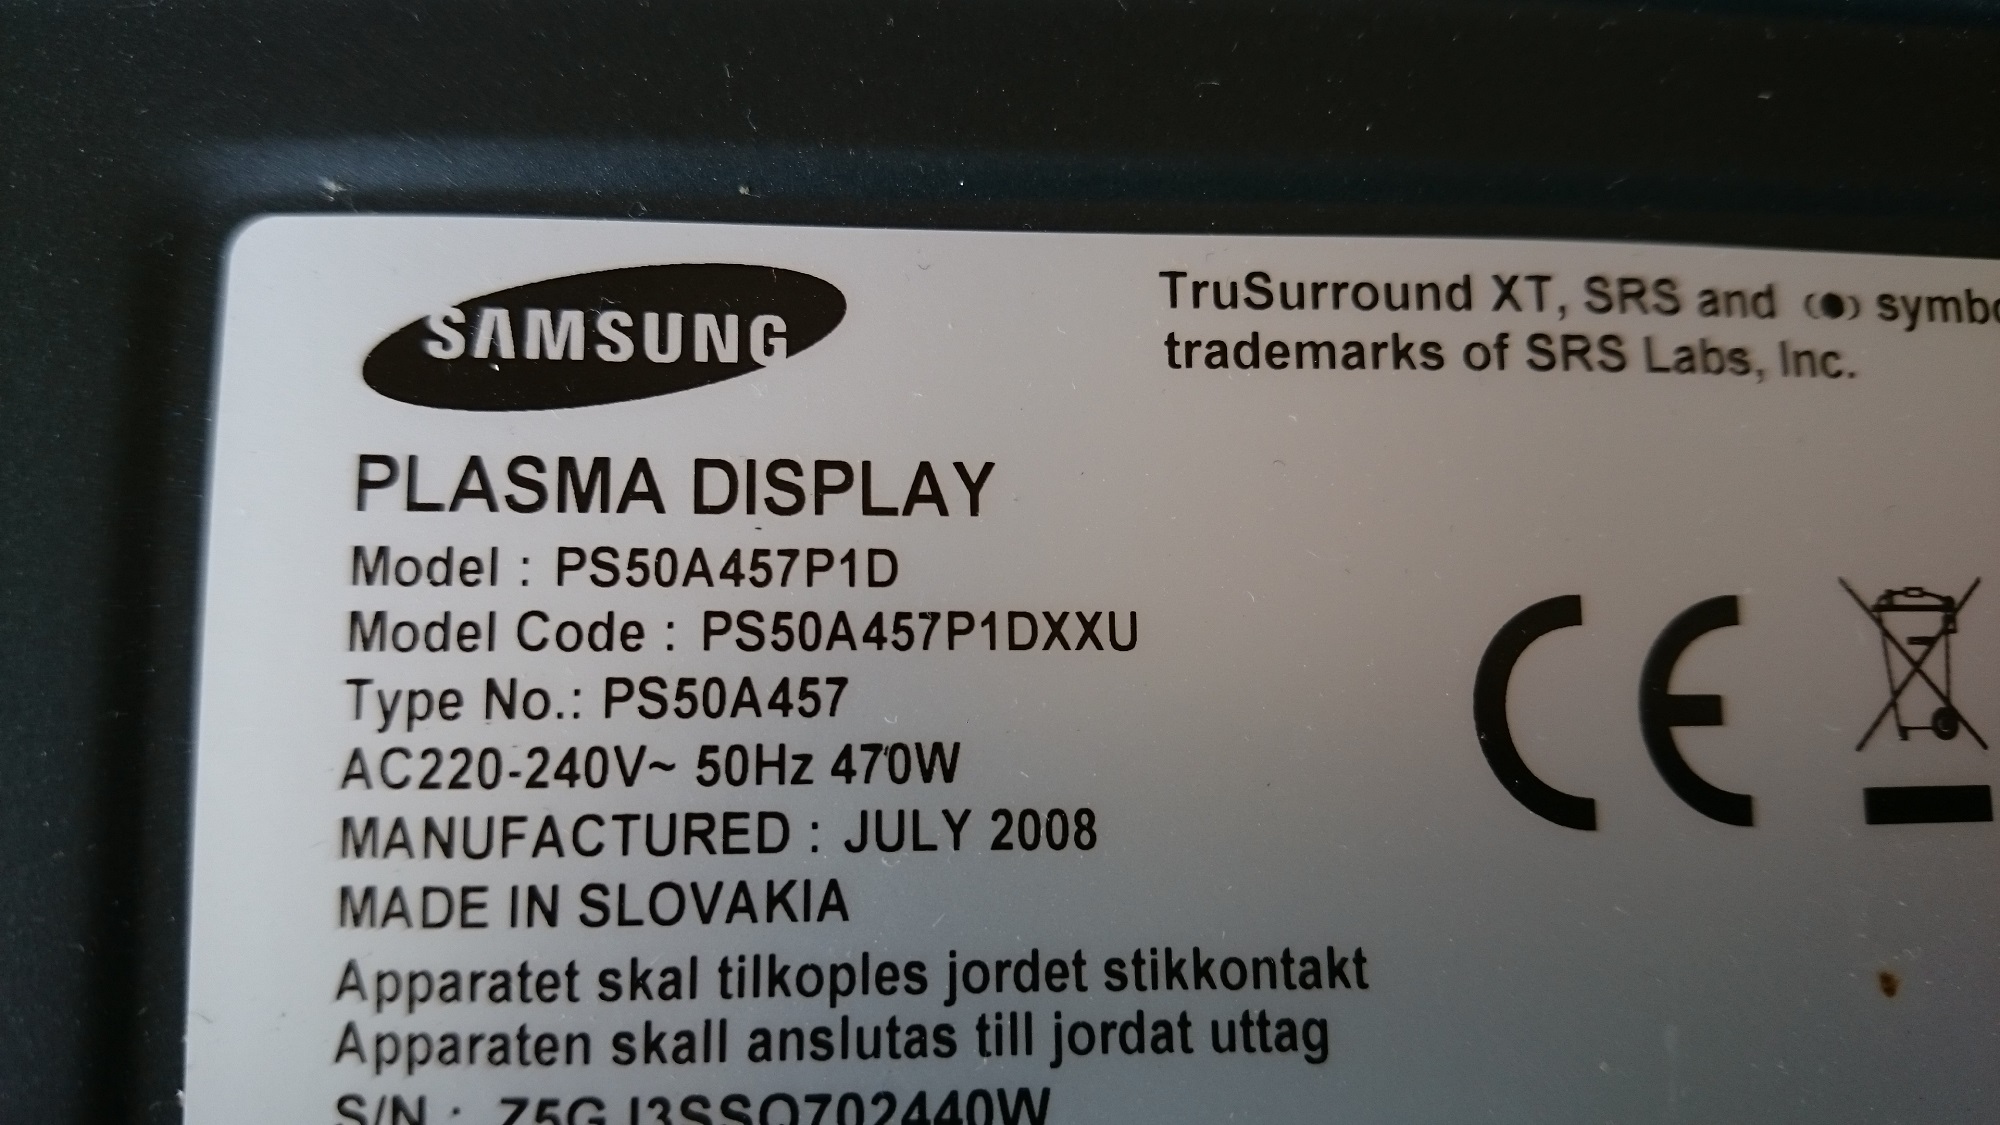 SAMSUNG
TruSurround XT, SRS and (●) symbo
trademarks of SRS Labs, Inc.
PLASMA DISPLAY
Model : PS50A457P1D
Model Code : PS50A457P1DXXU
Type No.: PS50A457
AC220-240V~ 50Hz 470W
MANUFACTURED : JULY 2008
MADE IN SLOVAKIA
CE
Apparatet skal tilkoples jordet stikkontakt
Apparaten skall anslutas till jordat uttag
S/N :